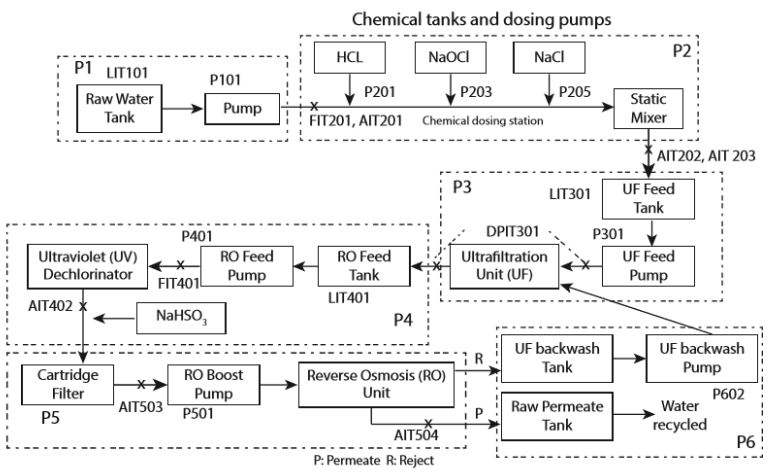 Chemical tanks and dosing pumps
P1
LIT101
Raw Water
Tank
P101
Pump
P2
HCL
NaOCl
NaCl
P201
P203
P205
FIT201, AIT201
Chemical dosing station
Static
Mixer
AIT202, AIT 203
P3
LIT301
UF Feed
Tank
P301
UF Feed
Pump
DPIT301
Ultrafiltration
Unit (UF)
P401
Ultraviolet (UV)
Dechlorinator
FIT401
RO Feed
Pump
RO Feed
Tank
LIT401
AIT402
NaHSO₃
P4
Cartridge
Filter
P5
AIT503
RO Boost
Pump
P501
Reverse Osmosis (RO)
Unit
AIT504
R
P
UF backwash
Tank
UF backwash
Pump
P602
Raw Permeate
Tank
Water
recycled
P6
P: Permeate R: Reject